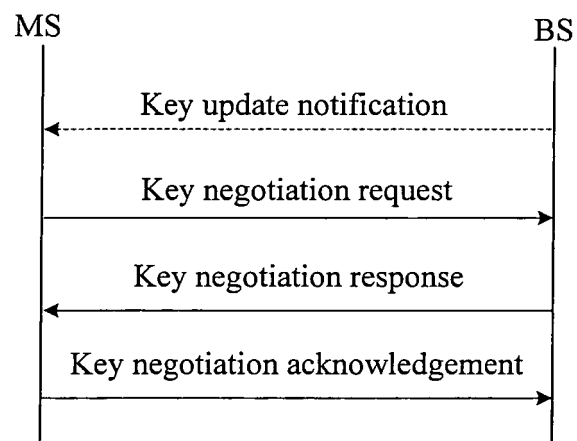 MS
BS
Key update notification
Key negotiation request
Key negotiation response
Key negotiation acknowledgement